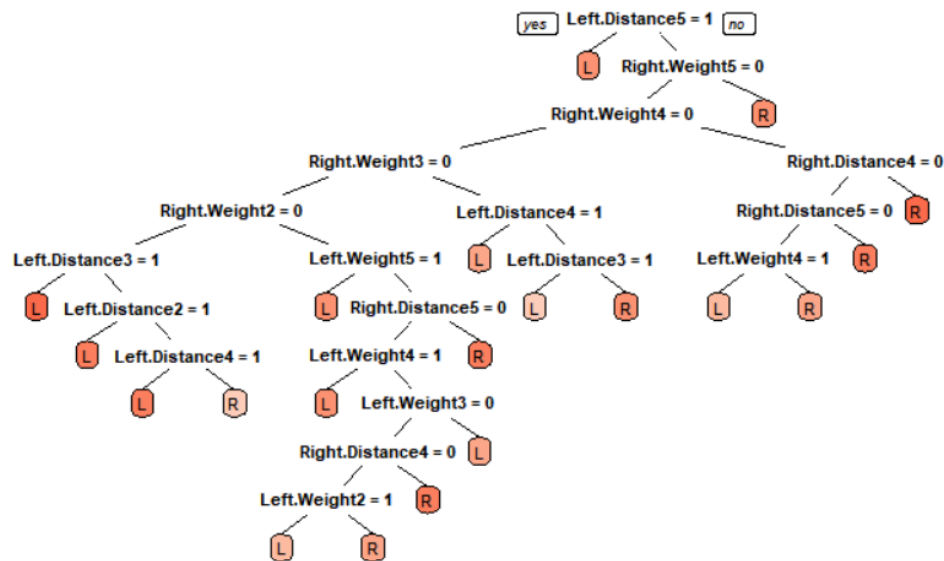 yes Left.Distance5 = 1 no
L Right.Weight5 = 0
Right.Weight4 = 0 R
Right.Weight3 = 0 Right.Distance4 = 0
Right.Weight2 = 0 Left.Distance4 = 1 Right.Distance5 = 0 R
Left.Distance3 = 1 Left.Weight5 = 1 L Left.Distance3 = 1 Left.Weight4 = 1 R
L Left.Distance2 = 1 L Right.Distance5 = 0 L R L R
L Left.Distance4 = 1 Left.Weight4 = 1 R
L R L Left.Weight3 = 0
Right.Distance4 = 0 L
Left.Weight2 = 1 R
L R